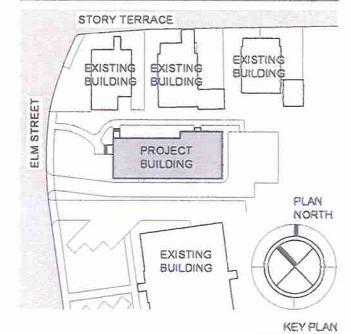 STORY TERRACE
EXISTING
BUILDING
EXISTING
BUILDING
EXISTING
BUILDING
ELM STREET
PROJECT
BUILDING
PLAN
NORTH
EXISTING
BUILDING
KEY PLAN